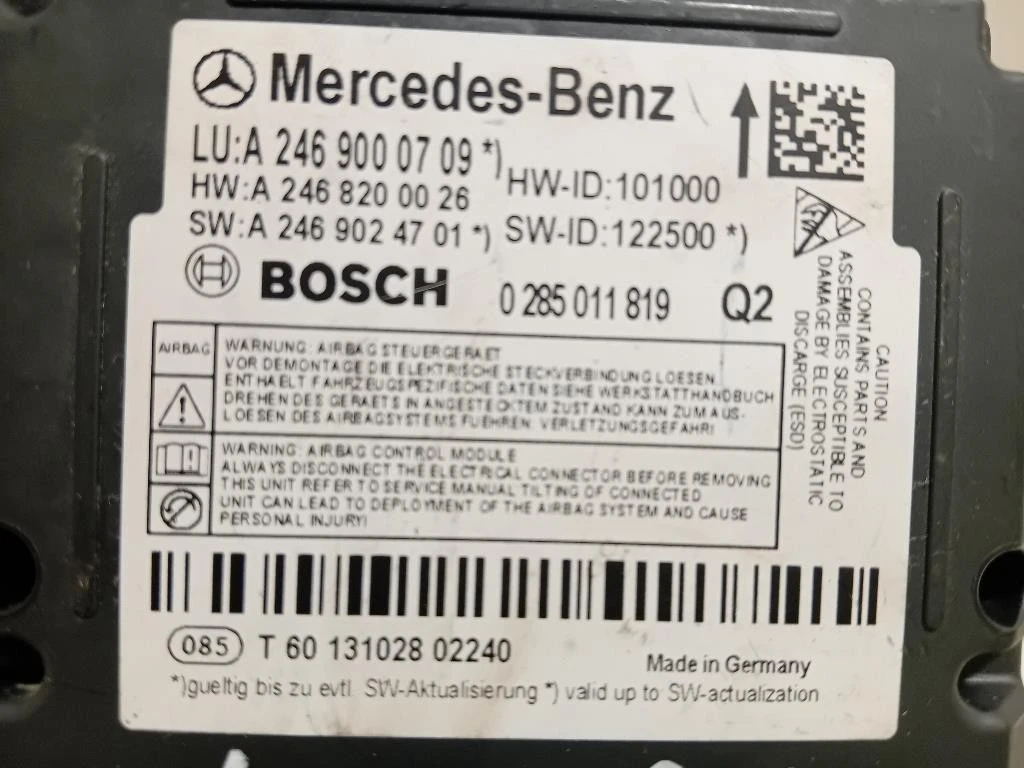 Mercedes-Benz
LU:A 246 900 07 09 *)
HW:A 246 820 00 26
HW-ID:101000
SW:A 246 902 47 01 *)
SW-ID:122500 *)
BOSCH
0 285 011 819
Q2
AIRBAG
WARNUNG: AIRBAG STEUERGERAET
VOR DEMONTAGE DIE ELEKTRISCHE STECKVERBINDUNG LOESEN
ENTHAELT FAHRZEUGSPEZIFISCHE DATEN SIEHE WERKSTATTHANDBUCH
DREHEN DES GERAETS IN ANGESTECKTEM ZUSTAND KANN ZUM AUS-
LOESEN DES AIRBAGSYSTEMS FUEHREN: VERLETZUNGSGEFAHR!
WARNING: AIRBAG CONTROL MODULE
ALWAYS DISCONNECT THE ELECTRICAL CONNECTOR BEFORE REMOVING
THIS UNIT REFER TO SERVICE MANUAL TILTING OF CONNECTED
UNIT CAN LEAD TO DEPLOYMENT OF THE AIRBAG SYSTEM AND CAUSE
PERSONAL INJURY!
CAUTION
CONTAINS PARTS AND
ASSEMBLIES SUSCEPTIBLE TO
DAMAGE BY ELECTROSTATIC
DISCHARGE (ESD)
085 T 60 131028 02240
Made in Germany
*)gueltig bis zu evtl. SW-Aktualisierung *) valid up to SW-actualization